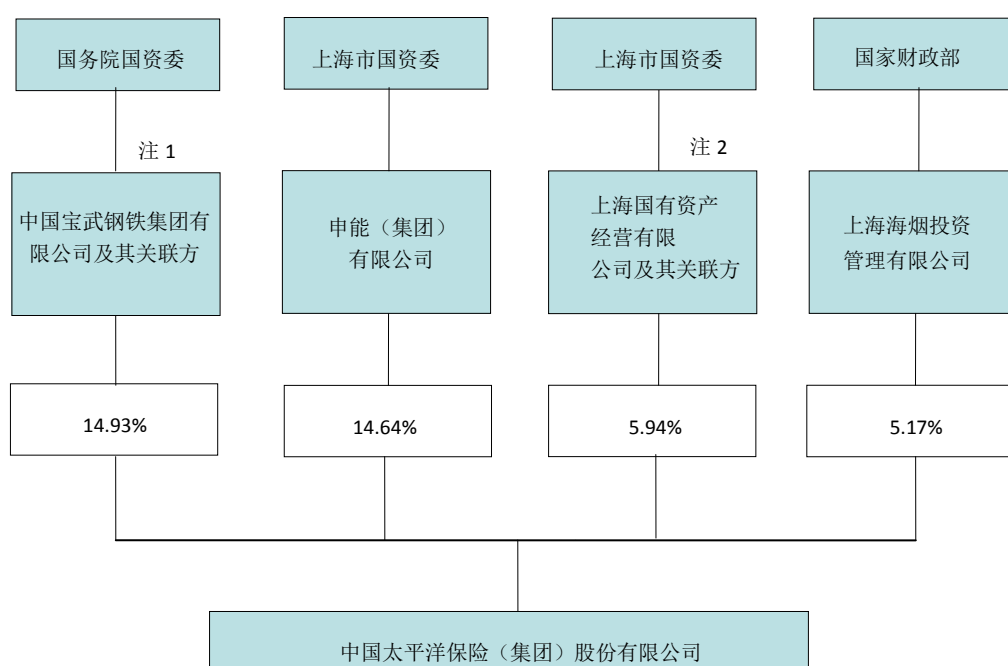 国务院国资委
上海市国资委
上海市国资委
国家财政部
注 1
注 2
中国宝武钢铁集团有
限公司及其关联方
申能（集团）
有限公司
上海国有资产
经营有限
公司及其关联方
上海海烟投资
管理有限公司
14.93%
14.64%
5.94%
5.17%
中国太平洋保险（集团）股份有限公司